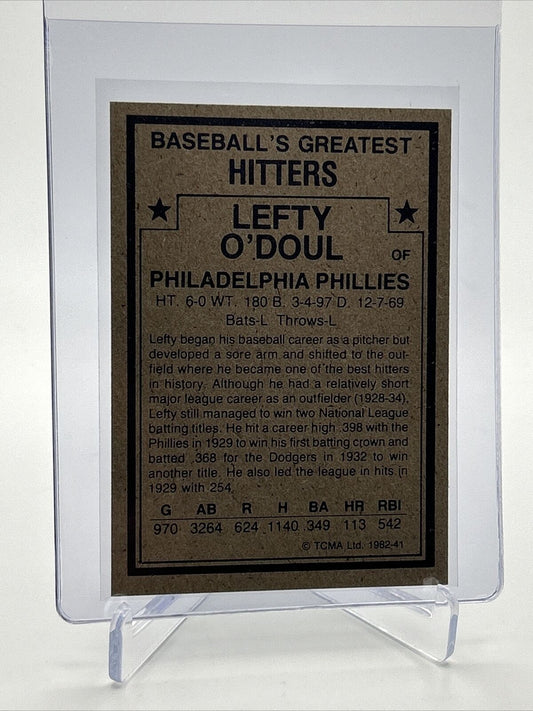 BASEBALL'S GREATEST
HITTERS
LEFTY
O'DOUL
OF
PHILADELPHIA PHILLIES
HT. 6-0 WT. 180 B. 3-4-97 D. 12-7-69
Bats-L Throws-L
Lefty began his baseball career as a pitcher but
developed a sore arm and shifted to the out-
field where he became one of the best hitters
in history. Although he had a relatively short
major league career as an outfielder (1928-34),
Lefty still managed to win two National League
batting titles. He hit a career high .398 with the
Phillies in 1929 to win his first batting crown and
batted .368 for the Dodgers in 1932 to win
another title. He also led the league in hits in
1929 with 254.
G AB R H BA HR RBI
970 3264 624 1140 .349 113 542
© TCMA Ltd. 1982-41